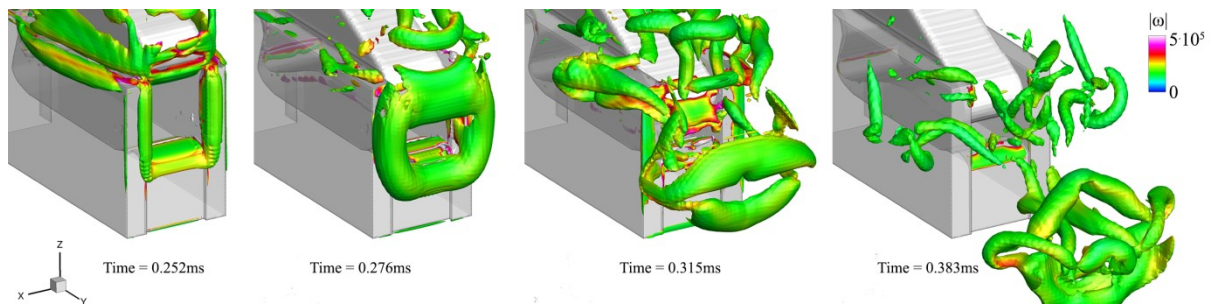 |ω|
5·10⁵
0
Z
X
Y
Time = 0.252ms
Time = 0.276ms
Time = 0.315ms
Time = 0.383ms